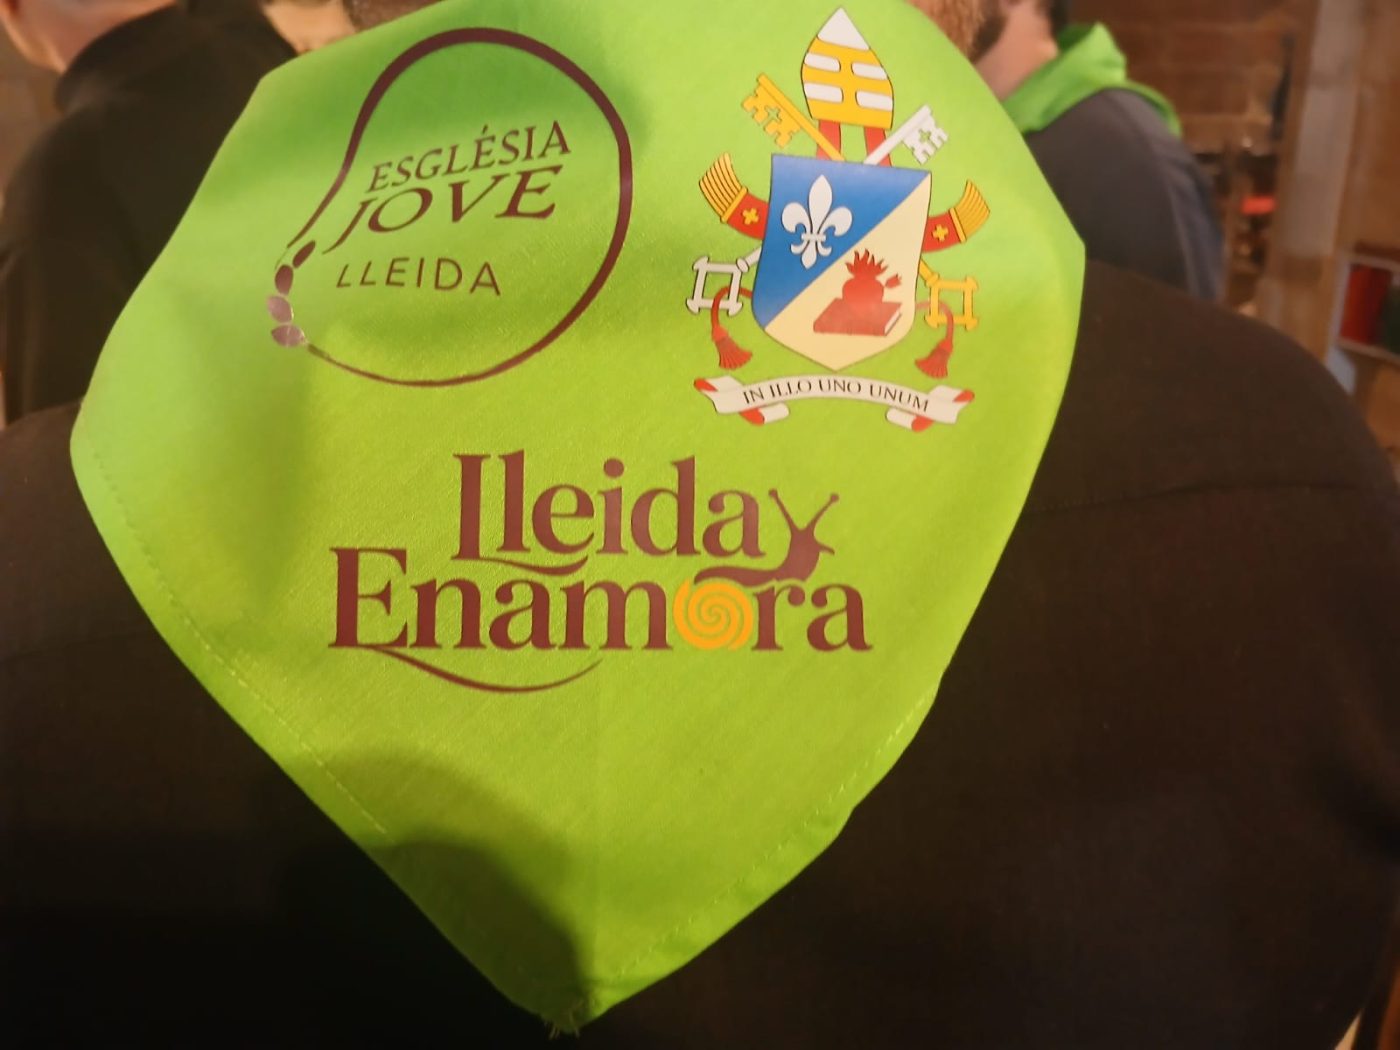 ESGLÉSIA
JOVE
LLEIDA
IN ILLO UNO UNUM
Lleida
Enamora